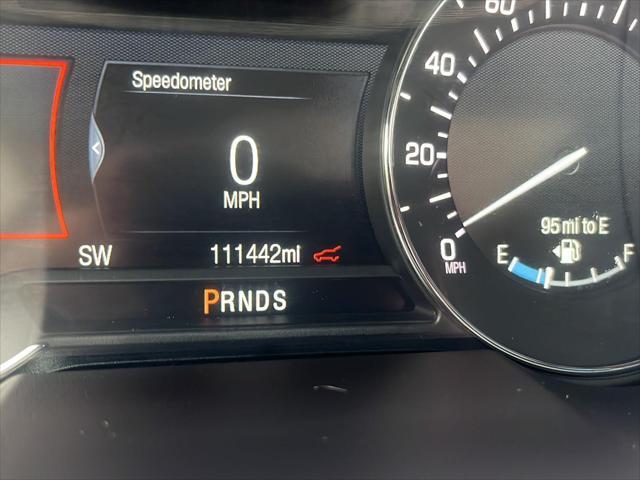 Speedometer
0
MPH
SW 111442mi
PRNDS
60
40
20
0
MPH
95 mi to E
E F